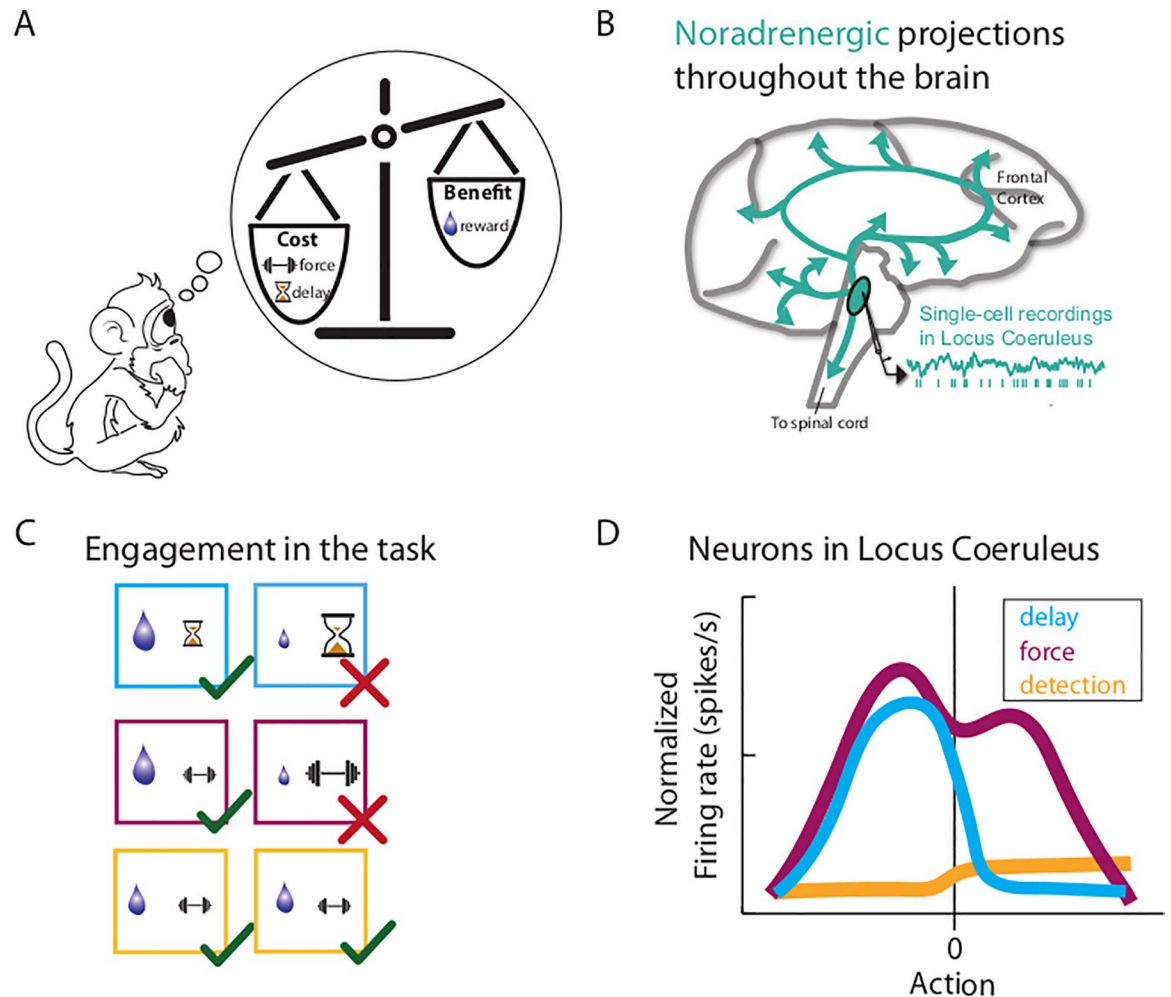 A
Cost
force
delay
Benefit
reward
B
Noradrenergic projections
throughout the brain
Frontal
Cortex
Single-cell recordings
in Locus Coeruleus
To spinal cord
C
Engagement in the task
D
Neurons in Locus Coeruleus
Normalized
Firing rate (spikes/s)
delay
force
detection
0
Action